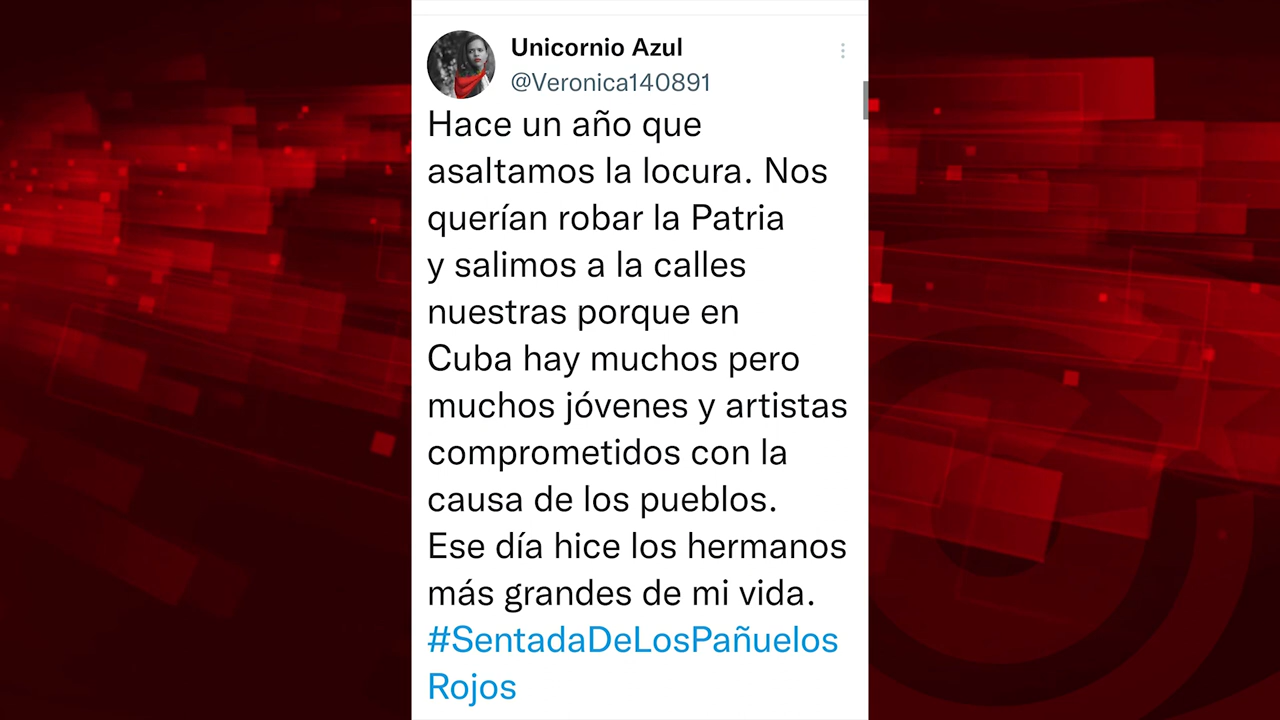 Unicornio Azul
@Veronica140891
Hace un año que
asaltamos la locura. Nos
querían robar la Patria
y salimos a la calles
nuestras porque en
Cuba hay muchos pero
muchos jóvenes y artistas
comprometidos con la
causa de los pueblos.
Ese día hice los hermanos
más grandes de mi vida.
#SentadaDeLosPañuelos
Rojos